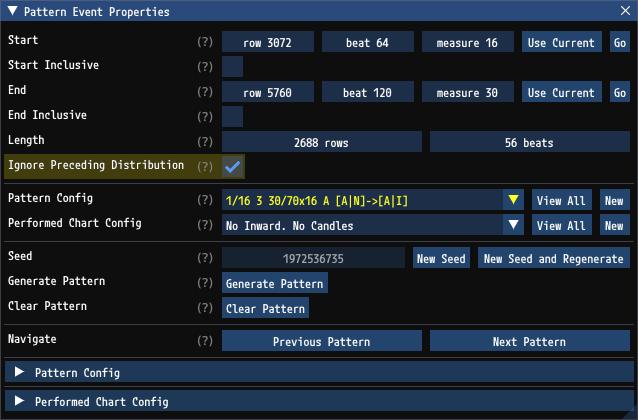 Pattern Event Properties
Start (?) row 3072 beat 64 measure 16 Use Current Go
Start Inclusive (?)
End (?) row 5760 beat 120 measure 30 Use Current Go
End Inclusive (?)
Length (?) 2688 rows 56 beats
Ignore Preceding Distribution (?)
Pattern Config (?) 1/16 3 30/70x16 A [A|N]->[A|I] View All New
Performed Chart Config (?) No Inward. No Candles View All New
Seed (?) 1972536735 New Seed New Seed and Regenerate
Generate Pattern (?) Generate Pattern
Clear Pattern (?) Clear Pattern
Navigate (?) Previous Pattern Next Pattern
Pattern Config
Performed Chart Config